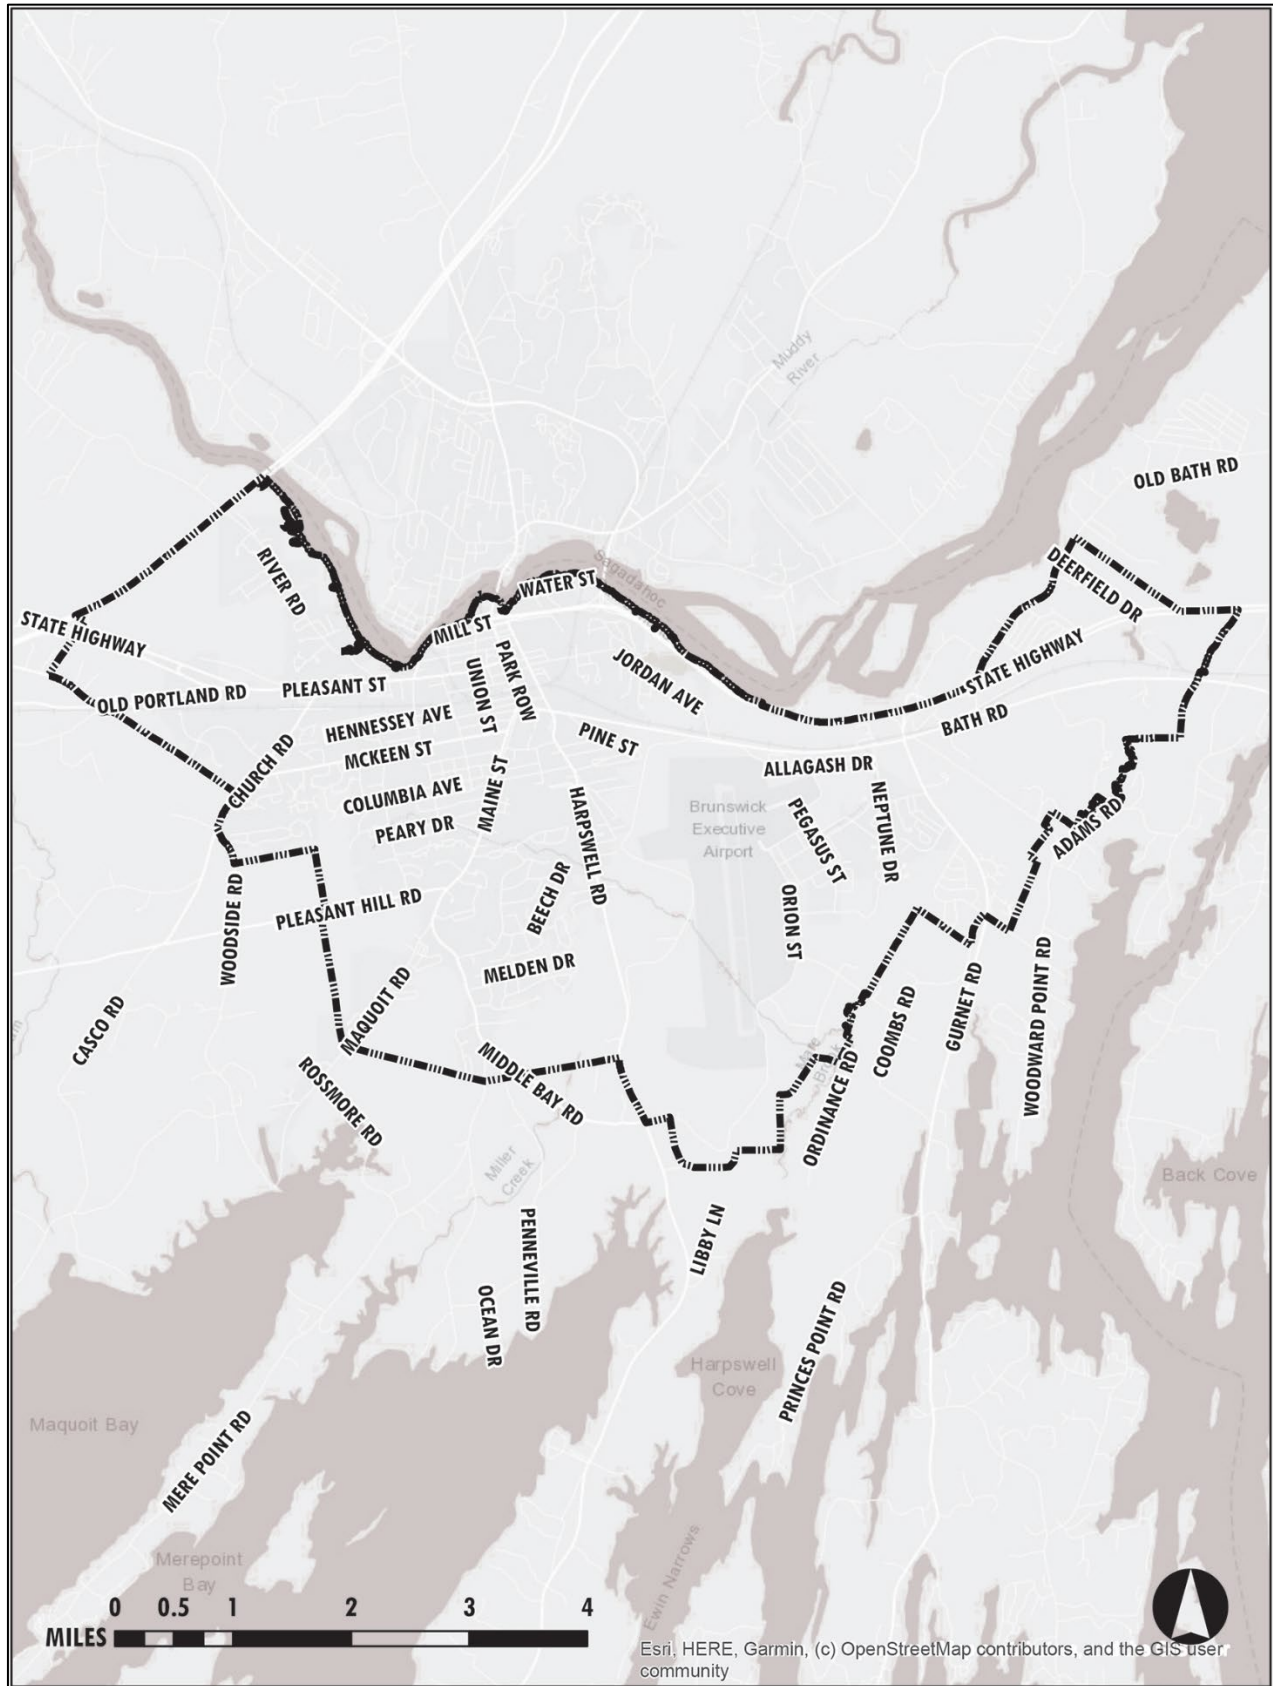 Muddy
River
OLD BATH RD
DEERFIELD DR
Sagadahoc
WATER ST
RIVER RD
STATE HIGHWAY
MILL ST
PARK ROW
UNION ST
JORDAN AVE
STATE HIGHWAY
OLD PORTLAND RD
PLEASANT ST
HENNESSEY AVE
BATH RD
PINE ST
MCKEEN ST
CHURCH RD
ALLAGASH DR
COLUMBIA AVE
MAINE ST
HARPSWELL RD
Brunswick
Executive
Airport
PEGASUS ST
NEPTUNE DR
ADAMS RD
PEARY DR
BEECH DR
WOODSIDE RD
PLEASANT HILL RD
ORION ST
MELDEN DR
MAQUOIT RD
CASCO RD
COOMBS RD
GURNET RD
WOODWARD POINT RD
ROSSMORE RD
MIDDLE BAY RD
Mare
Brook
ORDINANCE RD
Miller
Creek
Back Cove
PENNEVILLE RD
LIBBY LN
OCEAN DR
PRINCES POINT RD
Harpswell
Cove
Maquoit Bay
MERE POINT RD
Merepoint
Bay
Ewin Narrows
0 0.5 1 2 3 4
MILES
Esri, HERE, Garmin, (c) OpenStreetMap contributors, and the GIS user
community